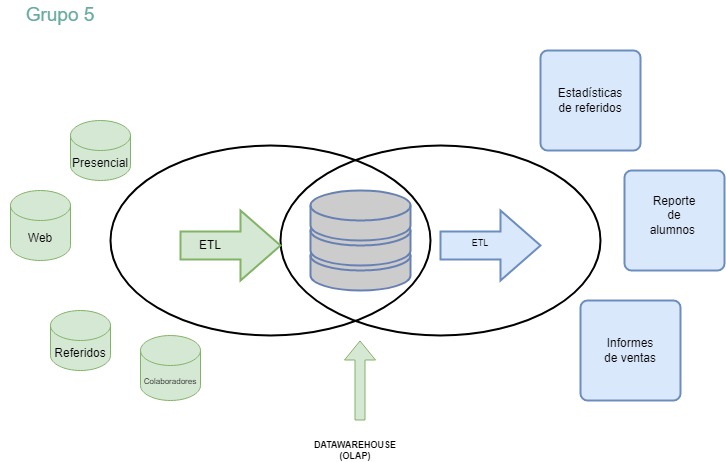 Grupo 5
Presencial
Web
Referidos
Colaboradores
ETL
ETL
DATAWAREHOUSE
(OLAP)
Estadísticas
de referidos
Reporte
de
alumnos
Informes
de ventas